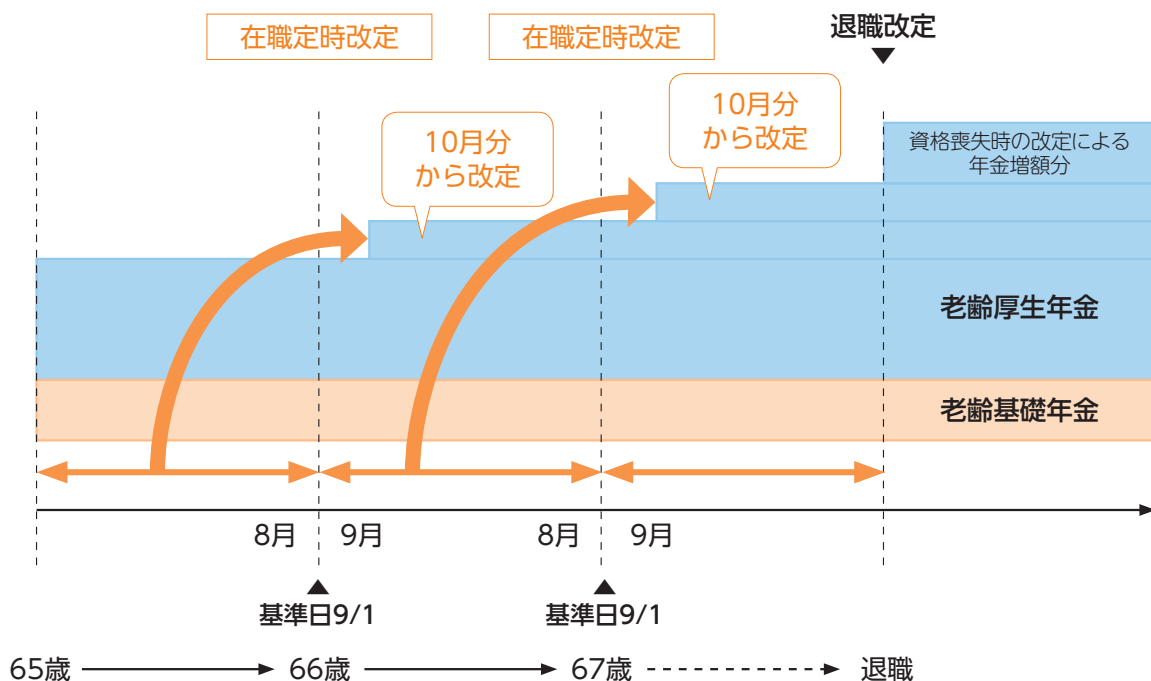 在職定時改定
在職定時改定
退職改定
10月分
から改定
10月分
から改定
資格喪失時の改定による
年金増額分
老齢厚生年金
老齢基礎年金
8月 9月 8月 9月
基準日9/1 基準日9/1
65歳 66歳 67歳 退職